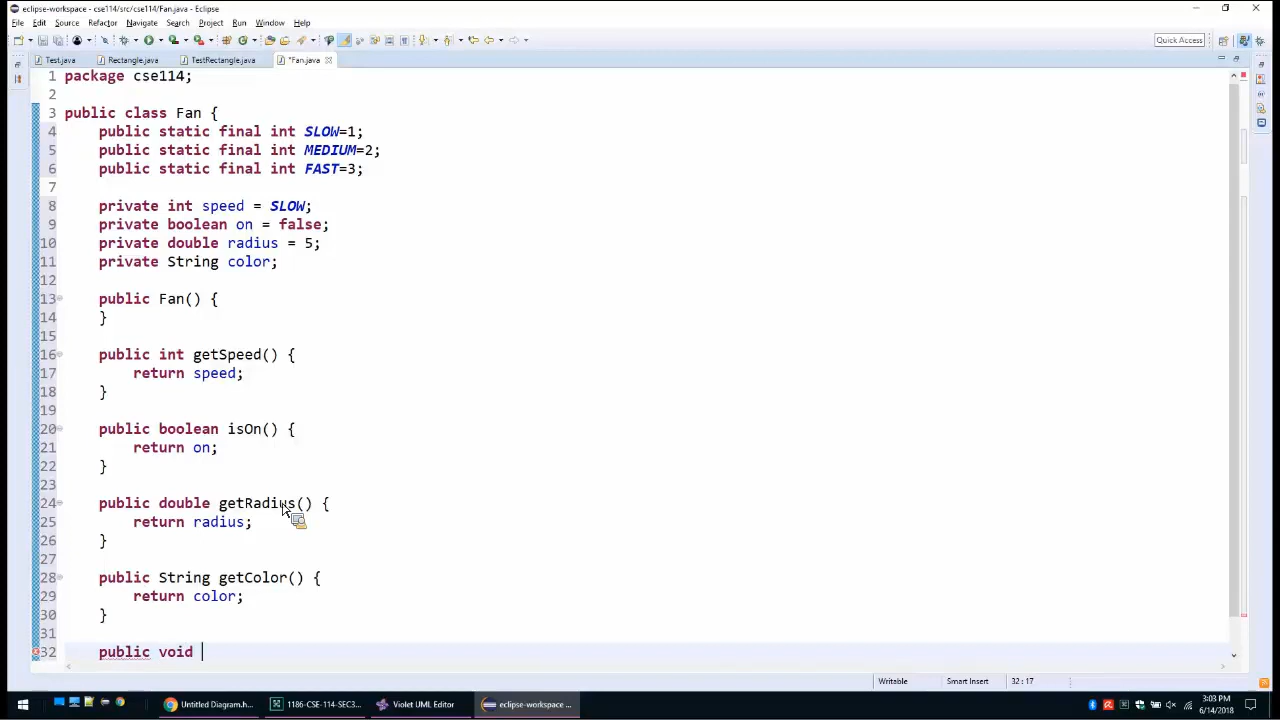 eclipse-workspace - cse114/src/cse114/Fan.java - Eclipse
File Edit Source Refactor Navigate Search Project Run Window Help
Quick Access
Test.java Rectangle.java TestRectangle.java *Fan.java
1 package cse114;
2
3 public class Fan {
4 public static final int SLOW=1;
5 public static final int MEDIUM=2;
6 public static final int FAST=3;
7
8 private int speed = SLOW;
9 private boolean on = false;
10 private double radius = 5;
11 private String color;
12
13 public Fan() {
14 }
15
16 public int getSpeed() {
17 return speed;
18 }
19
20 public boolean isOn() {
21 return on;
22 }
23
24 public double getRadius() {
25 return radius;
26 }
27
28 public String getColor() {
29 return color;
30 }
31
32 public void
Writable Smart Insert 32 : 17
Untitled Diagram.h... 1186-CSE-114-SEC3... Violet UML Editor eclipse-workspace ... 3:03 PM
6/14/2018